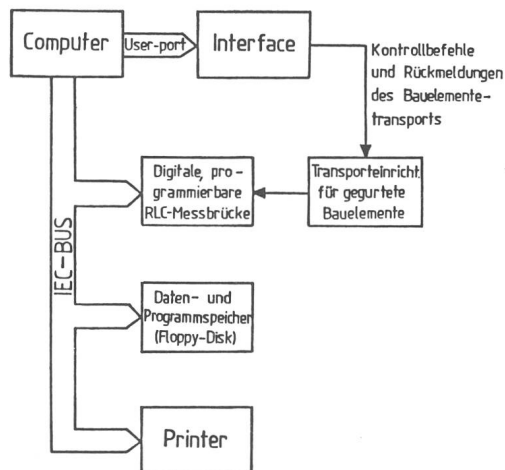 Computer
User-port
Interface
Kontrollbefehle
und Rückmeldungen
des Bauelemente-
transports
Digitale, pro-
grammierbare
RLC-Messbrücke
Transporteinricht.
für gegurtete
Bauelemente
IEC-BUS
Daten- und
Programmspeicher
(Floppy-Disk)
Printer